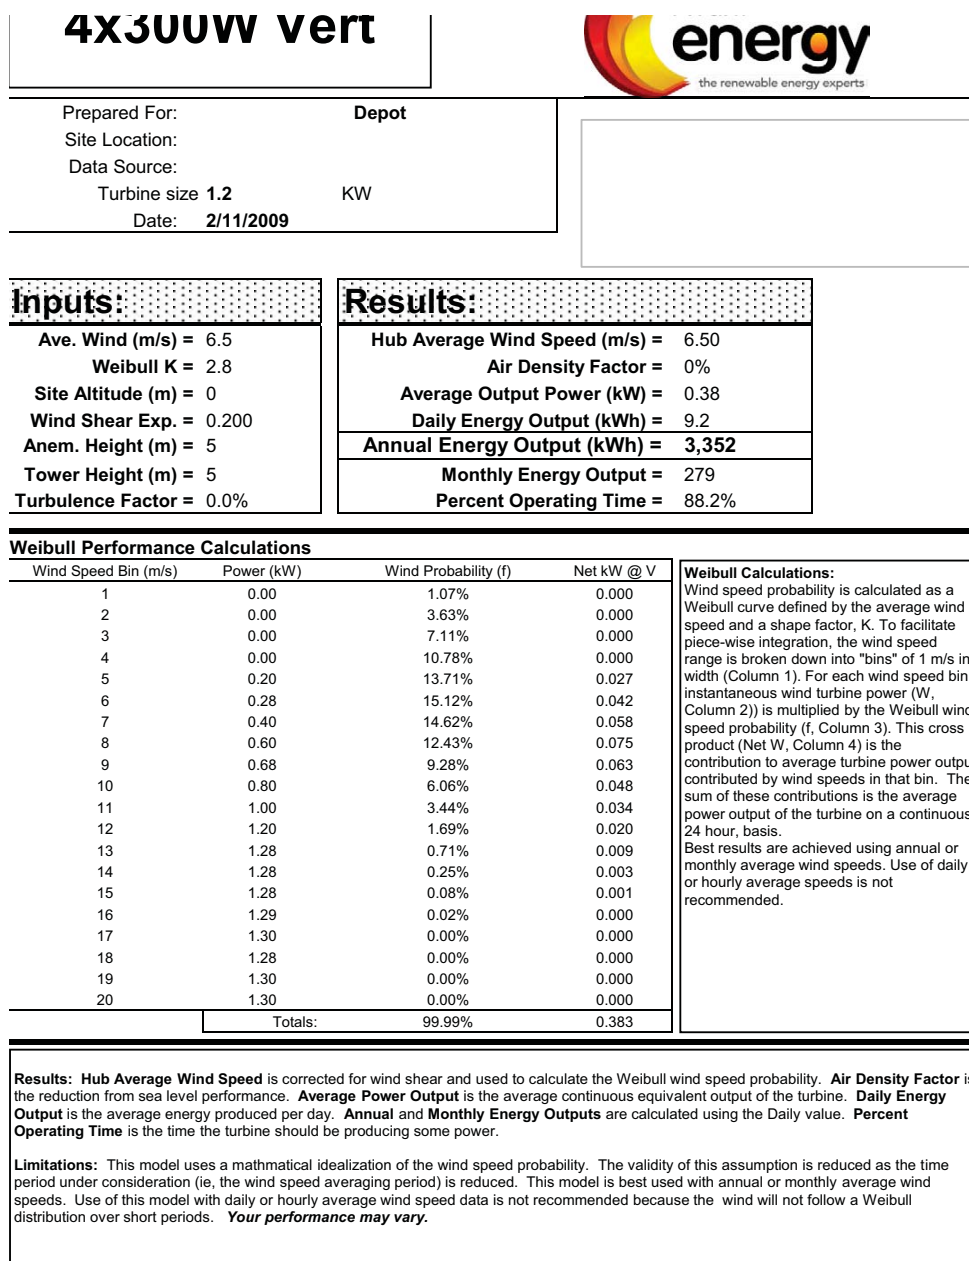 4x300W Vert
energy
the renewable energy experts
Prepared For: Depot
Site Location:
Data Source:
Turbine size 1.2 KW
Date: 2/11/2009
Inputs:
Ave. Wind (m/s) = 6.5
Weibull K = 2.8
Site Altitude (m) = 0
Wind Shear Exp. = 0.200
Anem. Height (m) = 5
Tower Height (m) = 5
Turbulence Factor = 0.0%
Results:
Hub Average Wind Speed (m/s) = 6.50
Air Density Factor = 0%
Average Output Power (kW) = 0.38
Daily Energy Output (kWh) = 9.2
Annual Energy Output (kWh) = 3,352
Monthly Energy Output = 279
Percent Operating Time = 88.2%
Weibull Performance Calculations
Wind Speed Bin (m/s) Power (kW) Wind Probability (f) Net kW @ V
1 0.00 1.07% 0.000
2 0.00 3.63% 0.000
3 0.00 7.11% 0.000
4 0.00 10.78% 0.000
5 0.20 13.71% 0.027
6 0.28 15.12% 0.042
7 0.40 14.62% 0.058
8 0.60 12.43% 0.075
9 0.68 9.28% 0.063
10 0.80 6.06% 0.048
11 1.00 3.44% 0.034
12 1.20 1.69% 0.020
13 1.28 0.71% 0.009
14 1.28 0.25% 0.003
15 1.28 0.08% 0.001
16 1.29 0.02% 0.000
17 1.30 0.00% 0.000
18 1.28 0.00% 0.000
19 1.30 0.00% 0.000
20 1.30 0.00% 0.000
Totals: 99.99% 0.383
Weibull Calculations:
Wind speed probability is calculated as a
Weibull curve defined by the average wind
speed and a shape factor, K. To facilitate
piece-wise integration, the wind speed
range is broken down into "bins" of 1 m/s in
width (Column 1). For each wind speed bin
instantaneous wind turbine power (W,
Column 2)) is multiplied by the Weibull wind
speed probability (f, Column 3). This cross
product (Net W, Column 4) is the
contribution to average turbine power outpu
contributed by wind speeds in that bin. The
sum of these contributions is the average
power output of the turbine on a continuous
24 hour, basis.
Best results are achieved using annual or
monthly average wind speeds. Use of daily
or hourly average speeds is not
recommended.
Results: Hub Average Wind Speed is corrected for wind shear and used to calculate the Weibull wind speed probability. Air Density Factor is
the reduction from sea level performance. Average Power Output is the average continuous equivalent output of the turbine. Daily Energy
Output is the average energy produced per day. Annual and Monthly Energy Outputs are calculated using the Daily value. Percent
Operating Time is the time the turbine should be producing some power.
Limitations: This model uses a mathmatical idealization of the wind speed probability. The validity of this assumption is reduced as the time
period under consideration (ie, the wind speed averaging period) is reduced. This model is best used with annual or monthly average wind
speeds. Use of this model with daily or hourly average wind speed data is not recommended because the wind will not follow a Weibull
distribution over short periods. Your performance may vary.